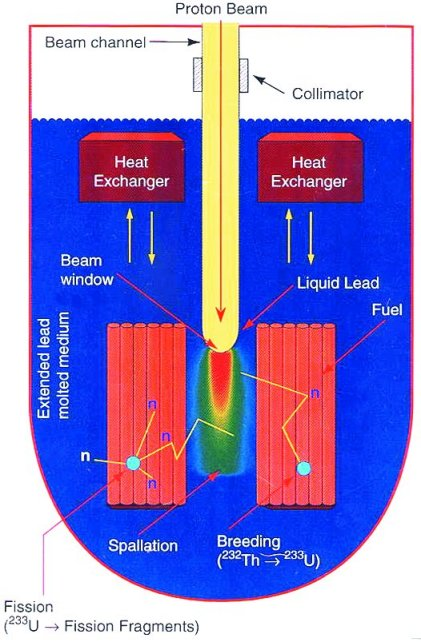 Proton Beam
Beam channel
Collimator
Heat
Exchanger
Heat
Exchanger
Beam
window
Liquid Lead
Fuel
Extended lead
molted medium
n
n
n
n
n
Spallation
Breeding
(²³²Th → ²³³U)
Fission
(²³³U → Fission Fragments)